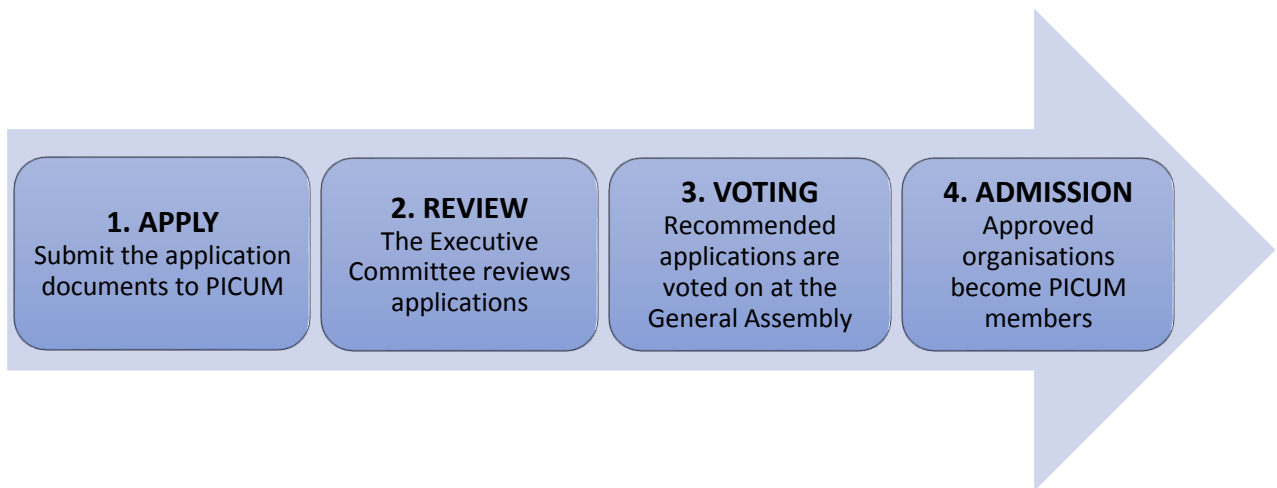 1. APPLY
Submit the application
documents to PICUM
2. REVIEW
The Executive
Committee reviews
applications
3. VOTING
Recommended
applications are
voted on at the
General Assembly
4. ADMISSION
Approved
organisations
become PICUM
members